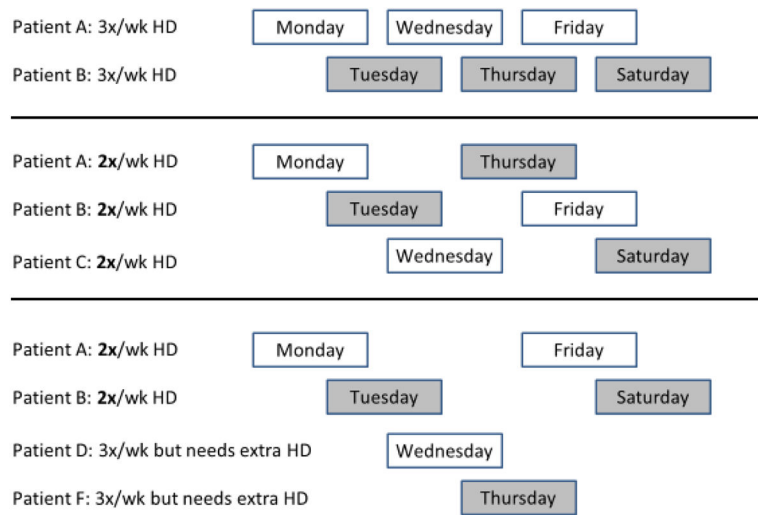 Patient A: 3x/wk HD Monday Wednesday Friday
Patient B: 3x/wk HD Tuesday Thursday Saturday
Patient A: 2x/wk HD Monday Thursday
Patient B: 2x/wk HD Tuesday Friday
Patient C: 2x/wk HD Wednesday Saturday
Patient A: 2x/wk HD Monday Friday
Patient B: 2x/wk HD Tuesday Saturday
Patient D: 3x/wk but needs extra HD Wednesday
Patient F: 3x/wk but needs extra HD Thursday